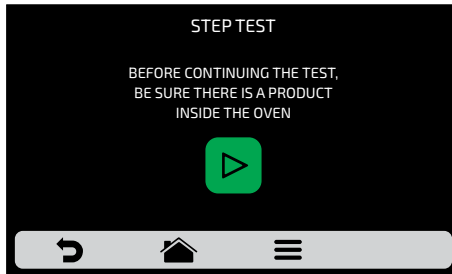 STEP TEST
BEFORE CONTINUING THE TEST,
BE SURE THERE IS A PRODUCT
INSIDE THE OVEN